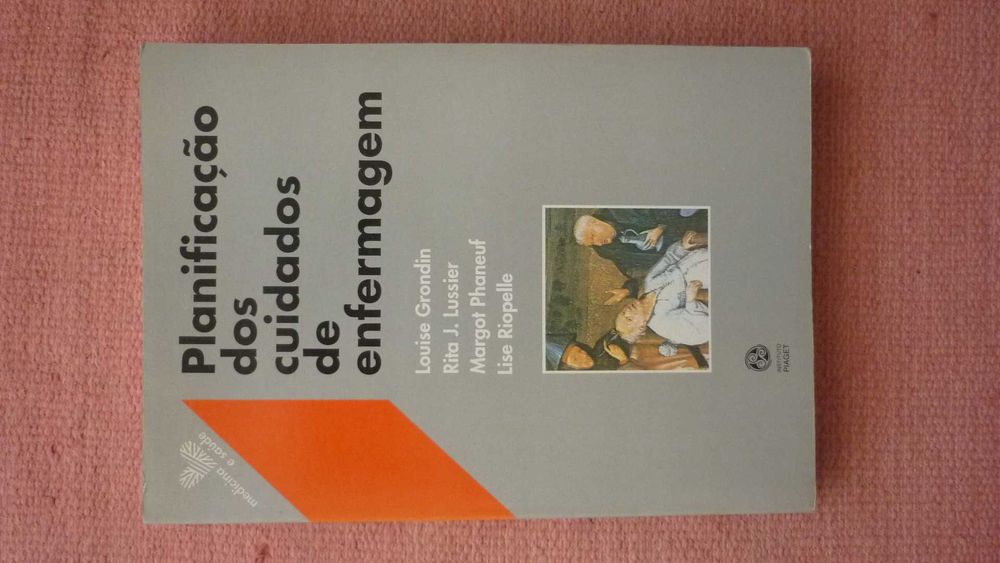 medicina
e saúde
Planificação
dos
cuidados
de
enfermagem
Louise Grondin
Rita J. Lussier
Margot Phaneuf
Lise Riopelle
INSTITUTO
PIAGET